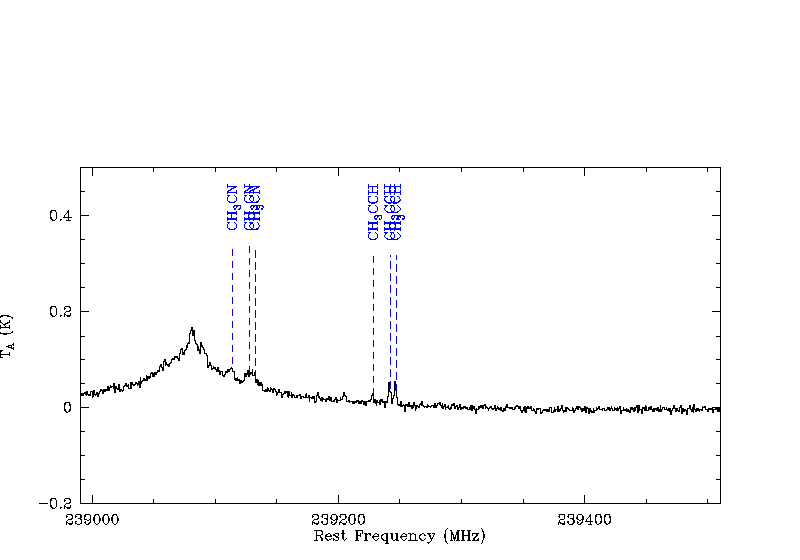 CH3CN
CH3CN
CH3CN
CH3CCH
CH3CCH
CH3CCH
0.4
0.2
0
−0.2
TA (K)
239000 239200 239400
Rest Frequency (MHz)